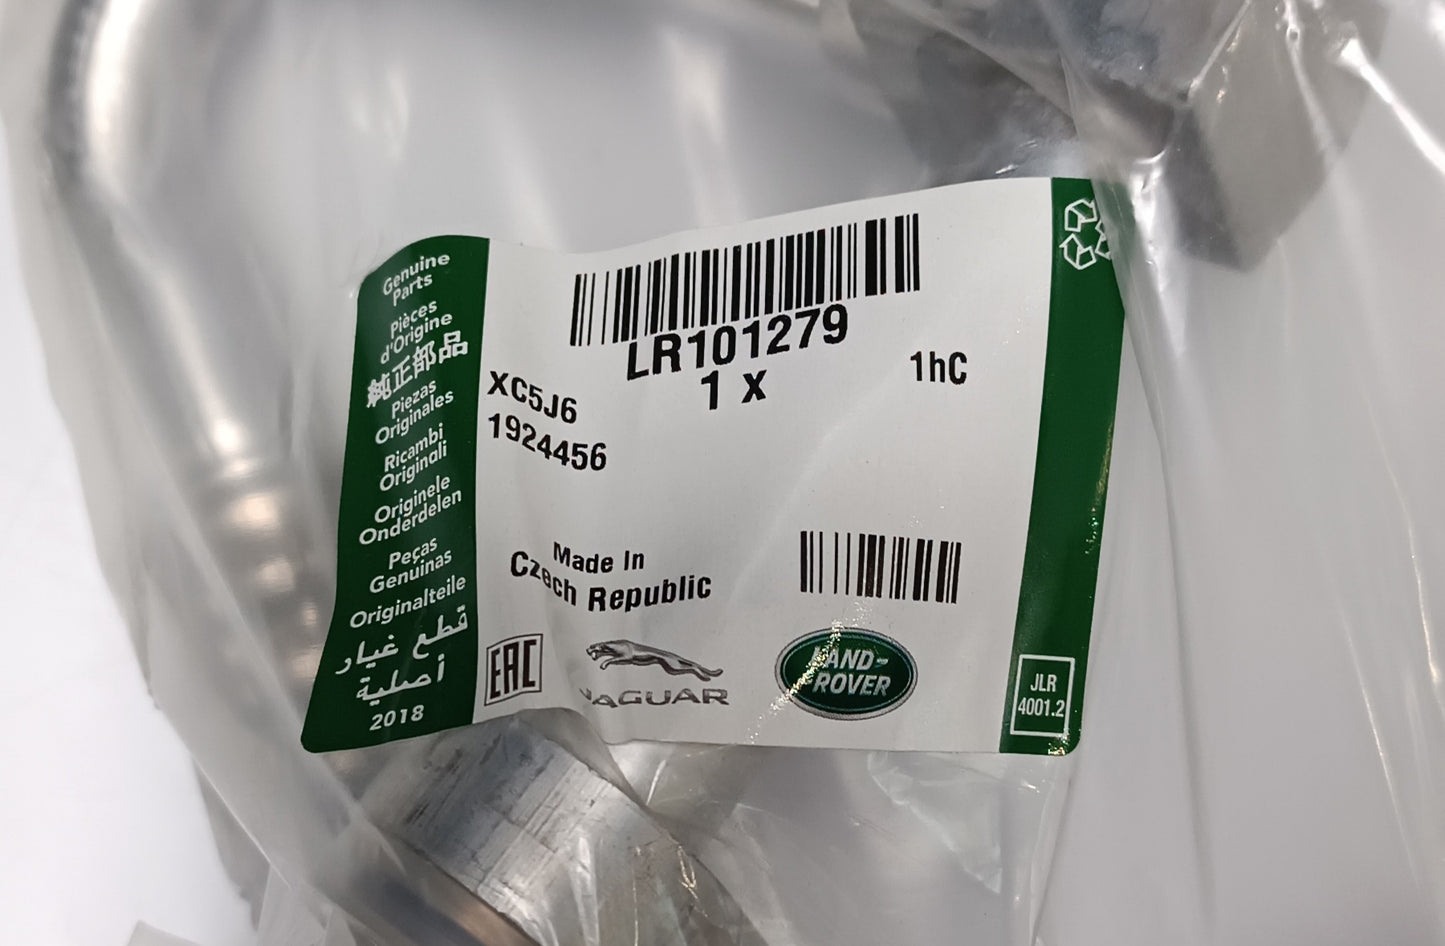 Genuine
Parts
Pièces
d'Origine
純正部品
Piezas
Originales
Ricambi
Originali
Originele
Onderdelen
Peças
Genuinas
Originalteile
قطع غيار
أصلية
2018
LR101279
1 x
1hC
XC5J6
1924456
Made In
Czech Republic
EAC
JAGUAR
LAND-
ROVER
JLR
4001.2